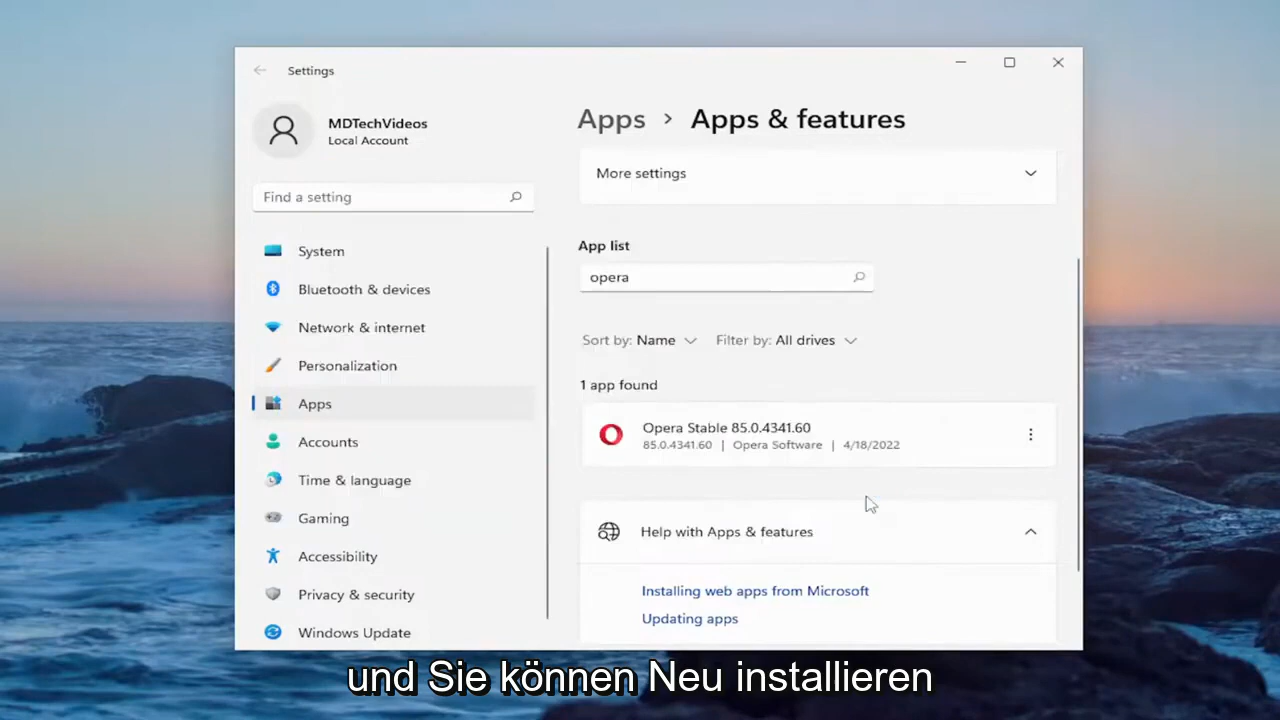 Settings
MDTechVideos
Local Account
Find a setting
System
Bluetooth & devices
Network & internet
Personalization
Apps
Accounts
Time & language
Gaming
Accessibility
Privacy & security
Windows Update
Apps > Apps & features
More settings
App list
opera
Sort by: Name Filter by: All drives
1 app found
Opera Stable 85.0.4341.60
85.0.4341.60 | Opera Software | 4/18/2022
Help with Apps & features
Installing web apps from Microsoft
Updating apps
und Sie können Neu installieren